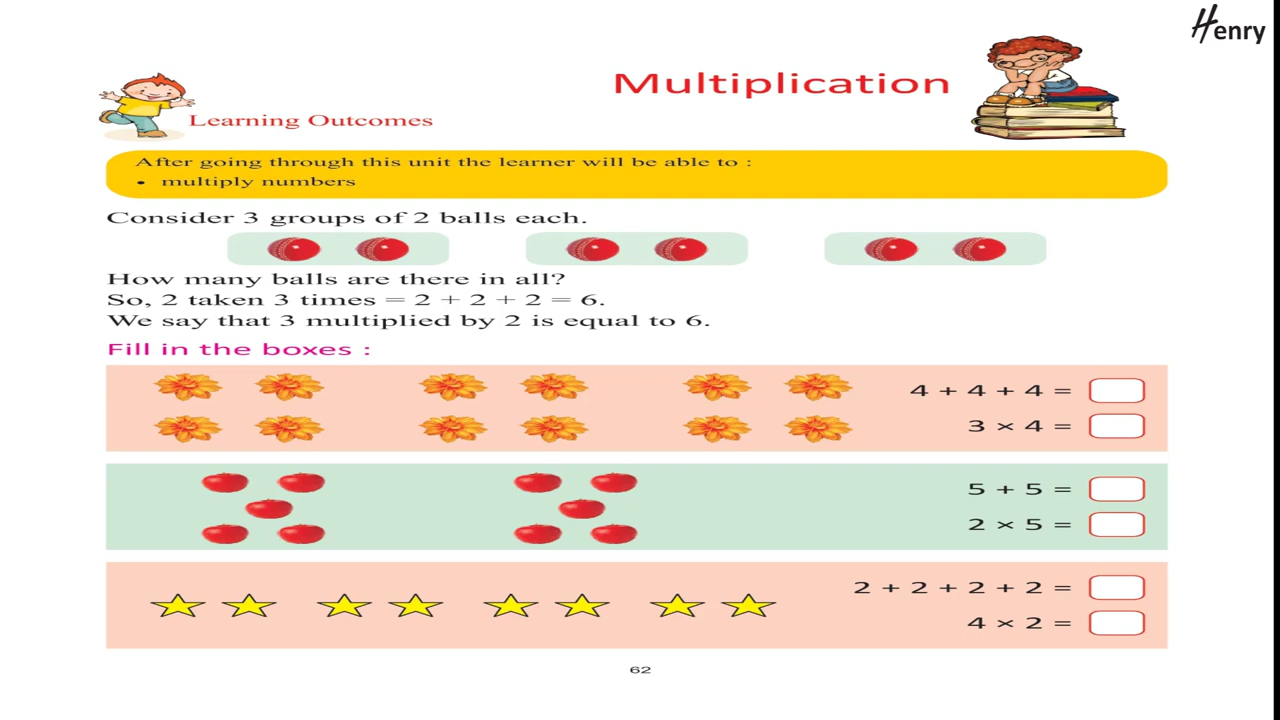 Henry
Multiplication
Learning Outcomes
After going through this unit the learner will be able to :
• multiply numbers
Consider 3 groups of 2 balls each.
How many balls are there in all?
So, 2 taken 3 times = 2 + 2 + 2 = 6.
We say that 3 multiplied by 2 is equal to 6.
Fill in the boxes :
4 + 4 + 4 =
3 × 4 =
5 + 5 =
2 × 5 =
2 + 2 + 2 + 2 =
4 × 2 =
62